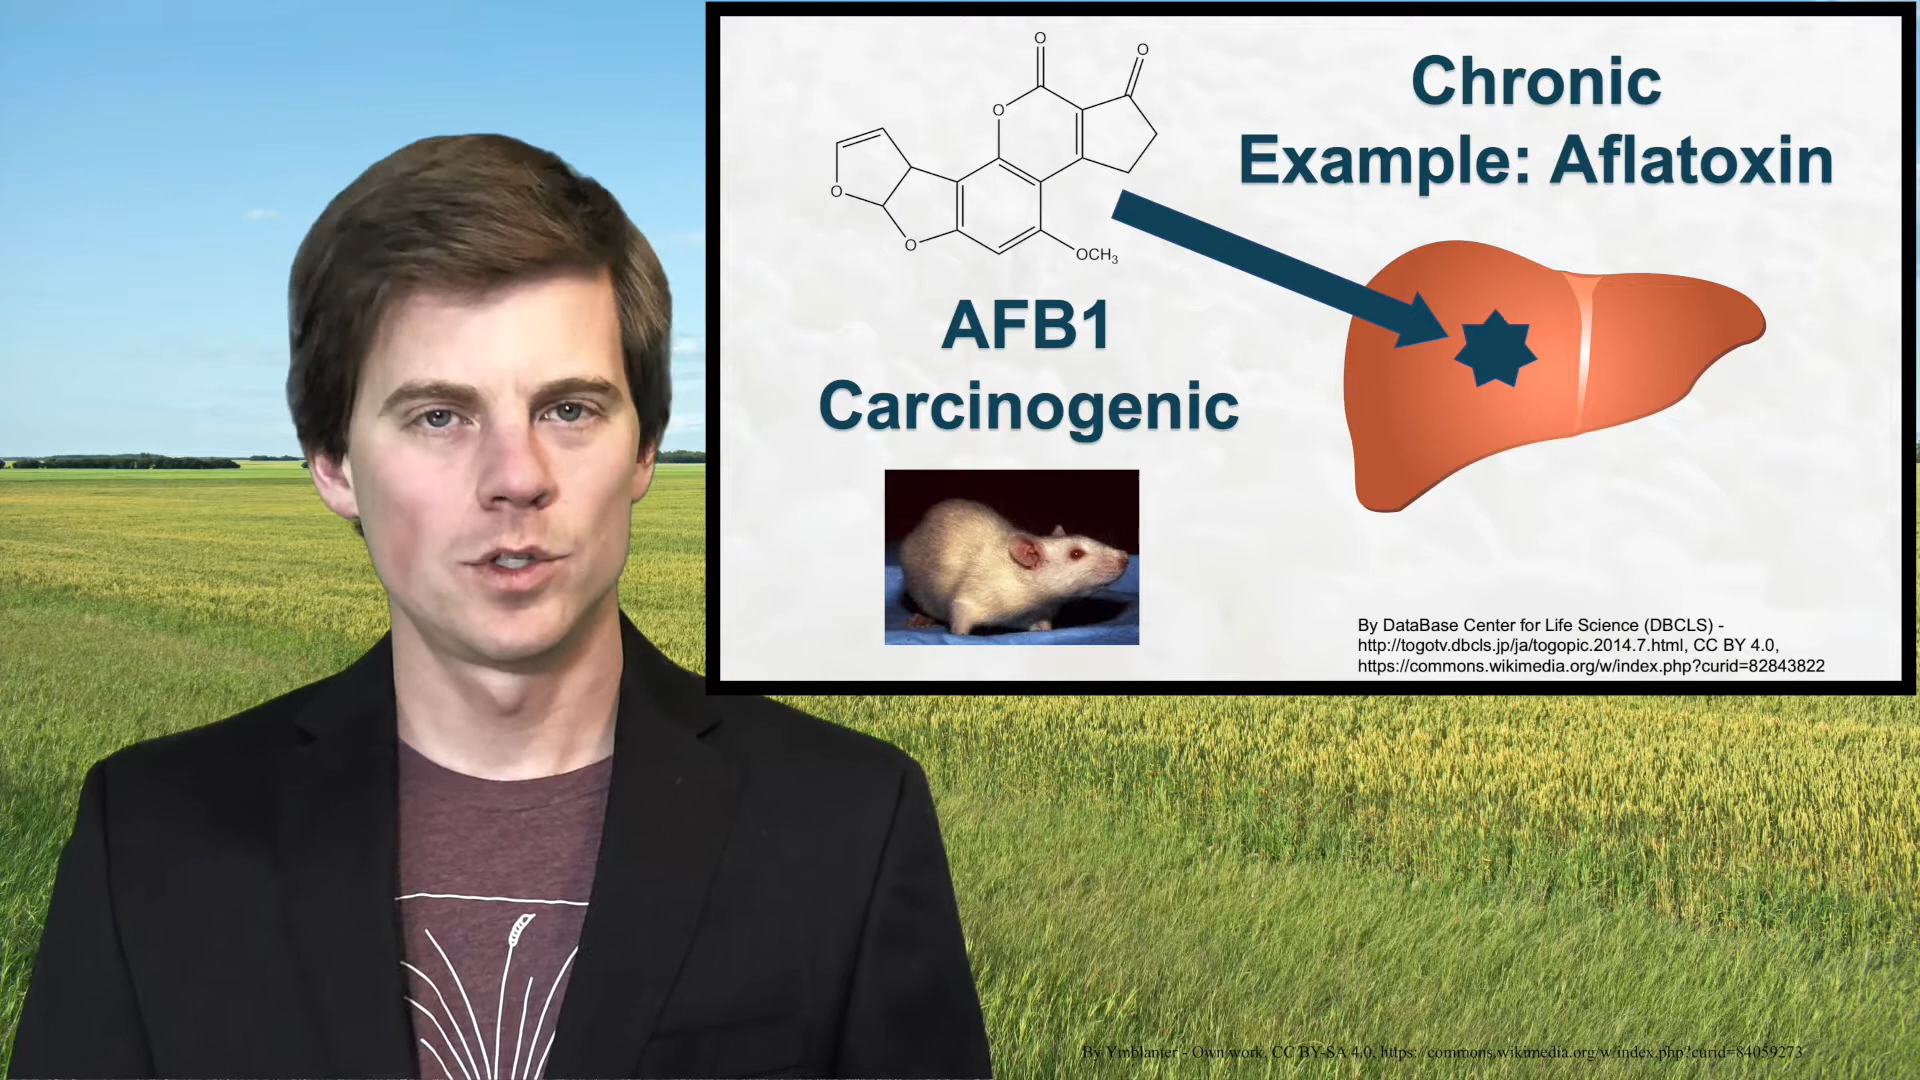 O
O
O
O
O
OCH3
Chronic
Example: Aflatoxin
AFB1
Carcinogenic
By DataBase Center for Life Science (DBCLS) -
http://togotv.dbcls.jp/ja/togopic.2014.7.html, CC BY 4.0,
https://commons.wikimedia.org/w/index.php?curid=82843822
By Ymblanter - Own work, CC BY-SA 4.0, https://commons.wikimedia.org/w/index.php?curid=84059273